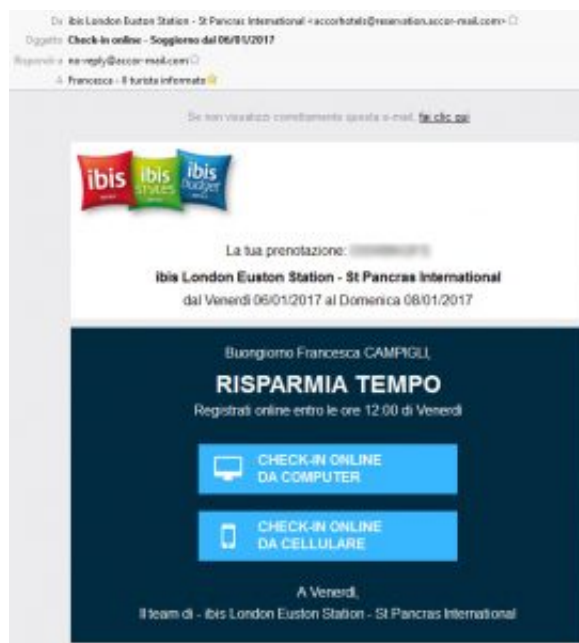 Da ibis London Euston Station - St Pancras International <accorhotels@reservation.accor-mail.com>
Oggetto Check-in online - Soggiorno dal 06/01/2017
Rispondi a no-reply@accor-mail.com
A Francesca - Il turista informato
Se non visualizzi correttamente questa e-mail, fai clic qui
ibis ibis styles ibis budget
La tua prenotazione:
ibis London Euston Station - St Pancras International
dal Venerdì 06/01/2017 al Domenica 08/01/2017
Buongiorno Francesca CAMPIGLI,
RISPARMIA TEMPO
Registrati online entro le ore 12:00 di Venerdì
CHECK-IN ONLINE
DA COMPUTER
CHECK-IN ONLINE
DA CELLULARE
A Venerdì,
Il team di - ibis London Euston Station - St Pancras International